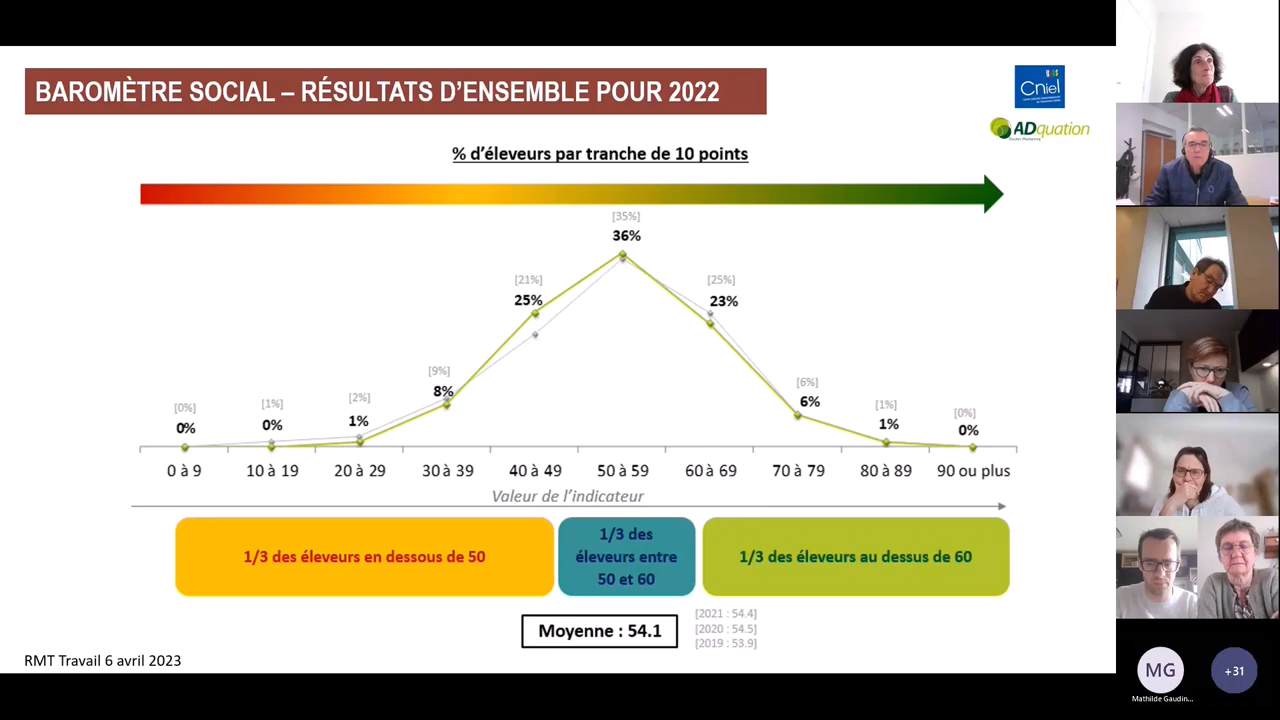 BAROMÈTRE SOCIAL – RÉSULTATS D'ENSEMBLE POUR 2022
Cniel
ADquation
% d'éleveurs par tranche de 10 points
[0%] [1%] [2%] [9%] [21%] [35%] [25%] [6%] [1%] [0%]
0% 0% 1% 8% 25% 36% 23% 6% 1% 0%
0 à 9 10 à 19 20 à 29 30 à 39 40 à 49 50 à 59 60 à 69 70 à 79 80 à 89 90 ou plus
Valeur de l'indicateur
1/3 des éleveurs en dessous de 50
1/3 des
éleveurs entre
50 et 60
1/3 des éleveurs au dessus de 60
Moyenne : 54.1
[2021 : 54.4]
[2020 : 54.5]
[2019 : 53.9]
RMT Travail 6 avril 2023
MG
+31
Mathilde Gaudin...